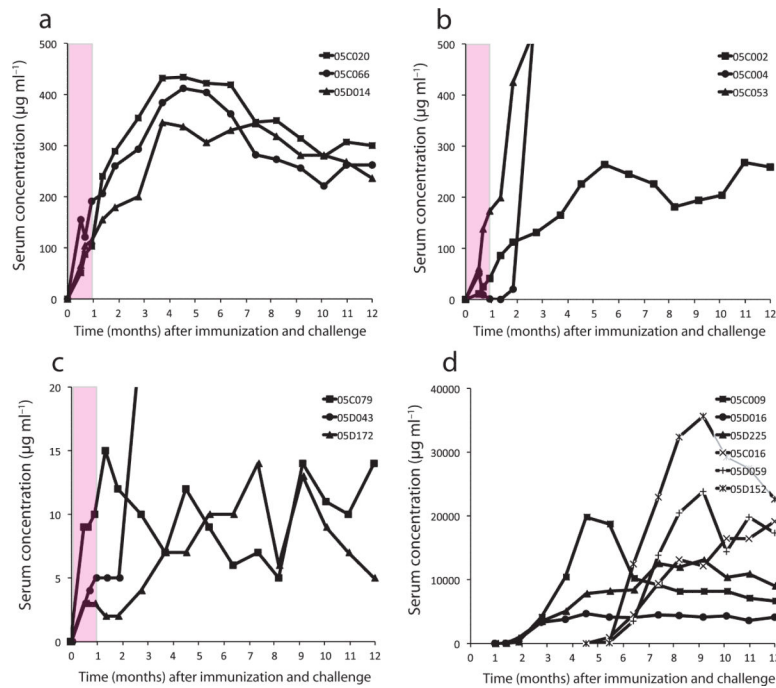 a
500
400
300
200
100
0
Serum concentration (µg ml⁻¹)
05C020
05C066
05D014
0 1 2 3 4 5 6 7 8 9 10 11 12
Time (months) after immunization and challenge
b
500
400
300
200
100
0
Serum concentration (µg ml⁻¹)
05C002
05C004
05C053
0 1 2 3 4 5 6 7 8 9 10 11 12
Time (months) after immunization and challenge
c
20
15
10
5
0
Serum concentration (µg ml⁻¹)
05C079
05D043
05D172
0 1 2 3 4 5 6 7 8 9 10 11 12
Time (months) after immunization and challenge
d
40000
30000
20000
10000
0
Serum concentration (µg ml⁻¹)
05C009
05D016
05D225
05C016
05D059
05D152
0 1 2 3 4 5 6 7 8 9 10 11 12
Time (months) after immunization and challenge